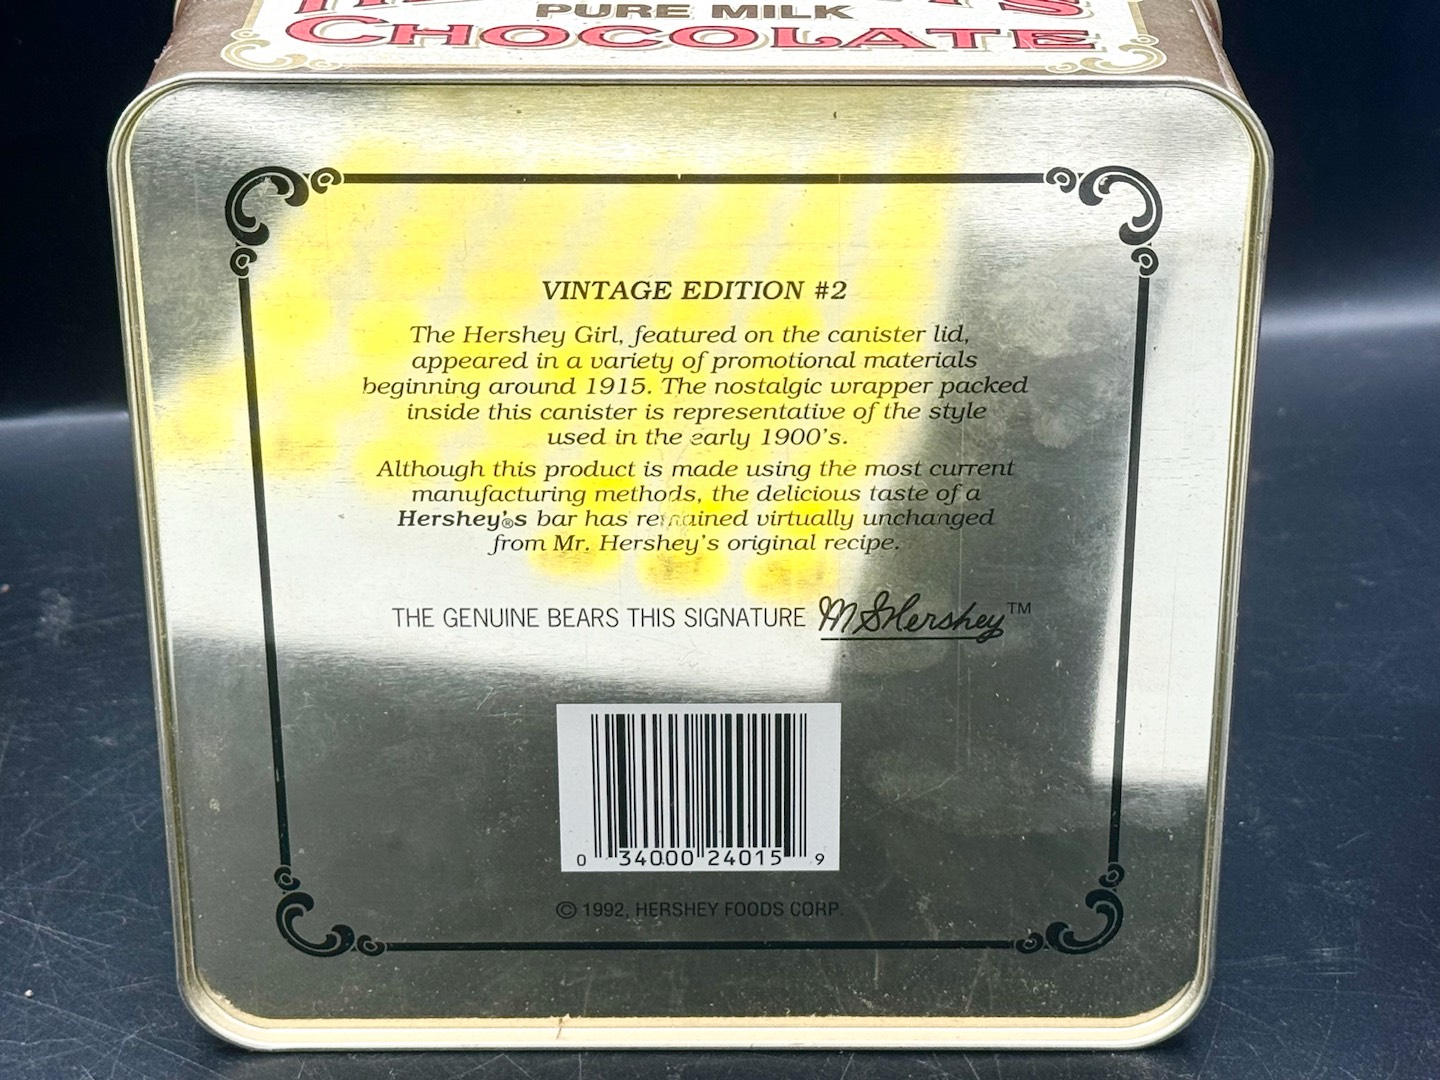 PURE MILK
CHOCOLATE
VINTAGE EDITION #2
The Hershey Girl, featured on the canister lid,
appeared in a variety of promotional materials
beginning around 1915. The nostalgic wrapper packed
inside this canister is representative of the style
used in the early 1900's.
Although this product is made using the most current
manufacturing methods, the delicious taste of a
Hershey's® bar has remained virtually unchanged
from Mr. Hershey's original recipe.
THE GENUINE BEARS THIS SIGNATURE M S Hershey™
0 34000 24015 9
© 1992, HERSHEY FOODS CORP.